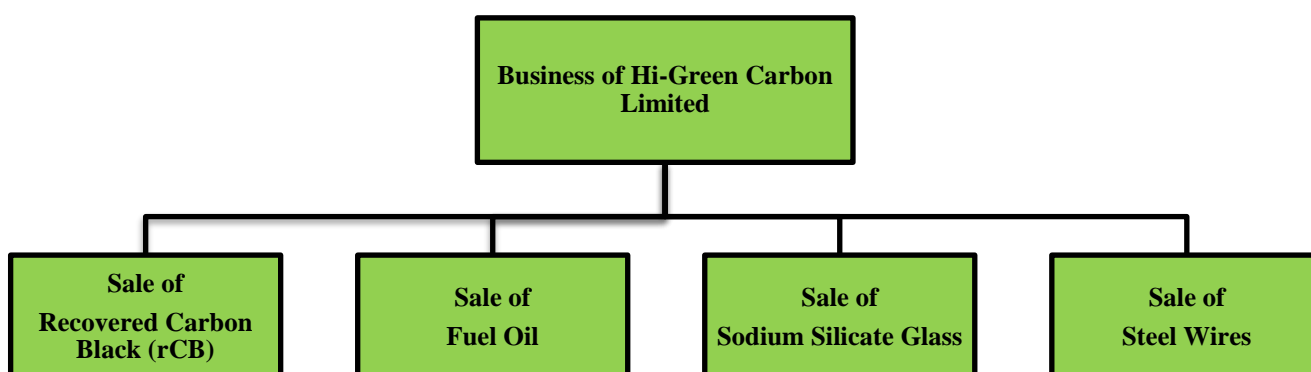 Business of Hi-Green Carbon
Limited
Sale of
Recovered Carbon
Black (rCB)
Sale of
Fuel Oil
Sale of
Sodium Silicate Glass
Sale of
Steel Wires